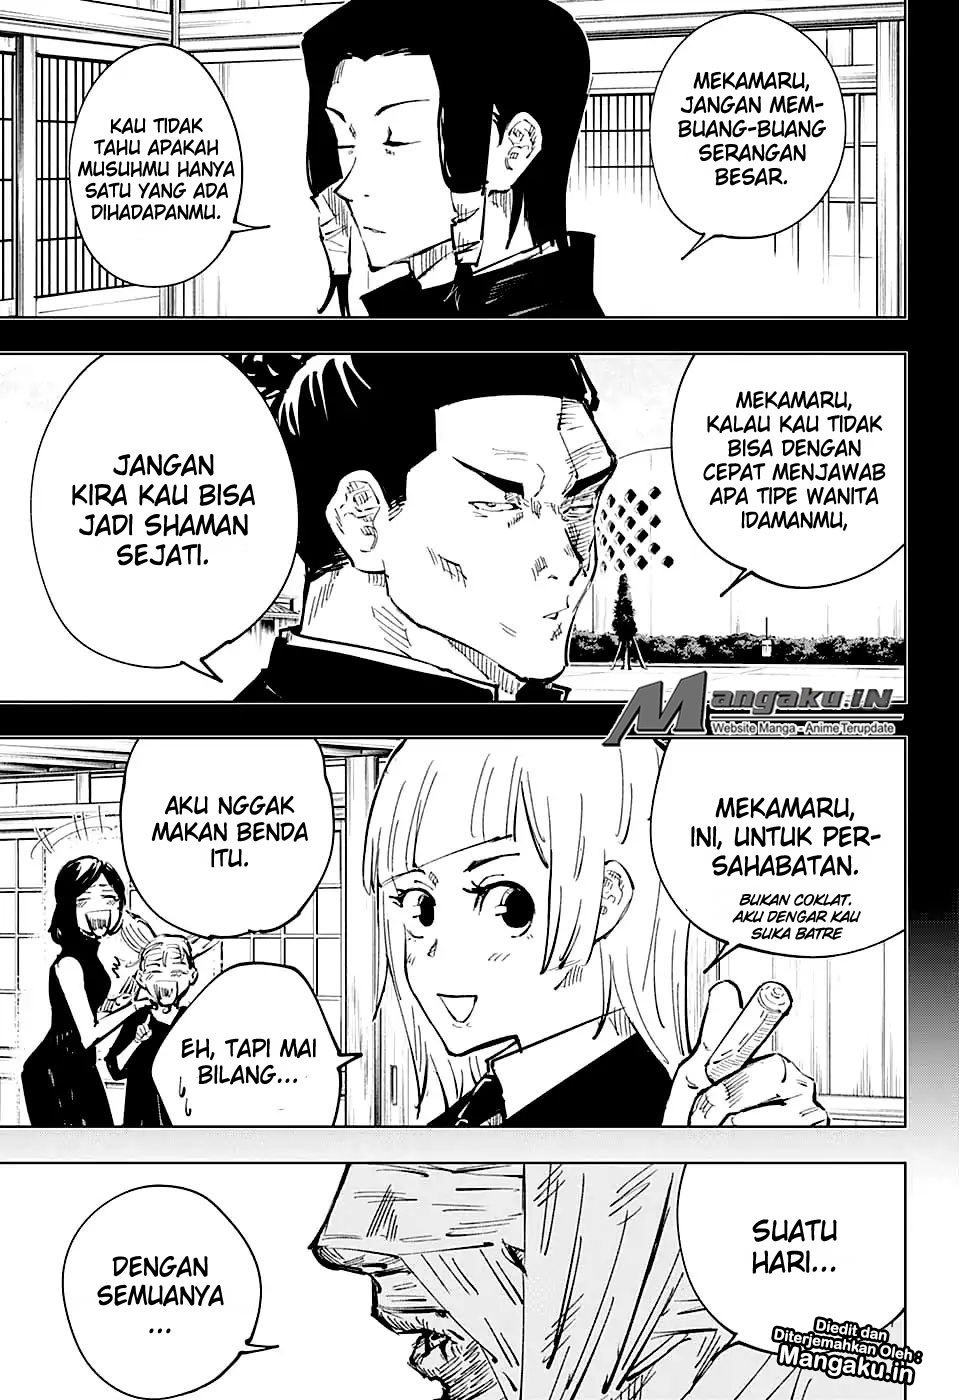 MEKAMARU,
JANGAN MEM-
BUANG-BUANG
SERANGAN
BESAR.
KAU TIDAK
TAHU APAKAH
MUSUHMU HANYA
SATU YANG ADA
DIHADAPANMU.
MEKAMARU,
KALAU KAU TIDAK
BISA DENGAN
CEPAT MENJAWAB
APA TIPE WANITA
IDAMANMU,
JANGAN
KIRA KAU BISA
JADI SHAMAN
SEJATI.
Mangaku.IN
Website Manga - Anime Terupdate
MEKAMARU,
INI, UNTUK PER-
SAHABATAN.
BUKAN COKLAT.
AKU DENGAR KAU
SUKA BATRE
AKU NGGAK
MAKAN BENDA
ITU.
EH, TAPI MAI
BILANG...
SUATU
HARI...
DENGAN
SEMUANYA
...
Diedit dan
Diterjemahkan Oleh :
Mangaku.in